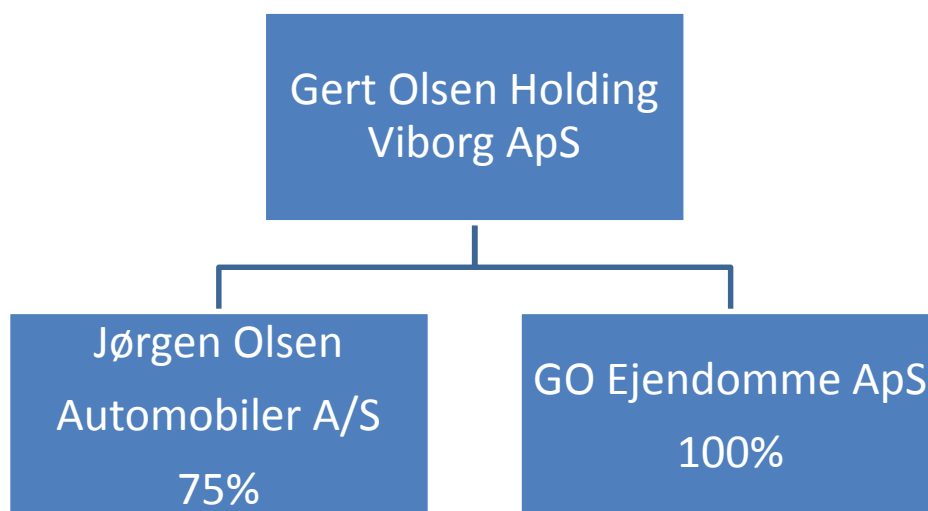 Gert Olsen Holding
Viborg ApS
Jørgen Olsen
Automobiler A/S
75%
GO Ejendomme ApS
100%